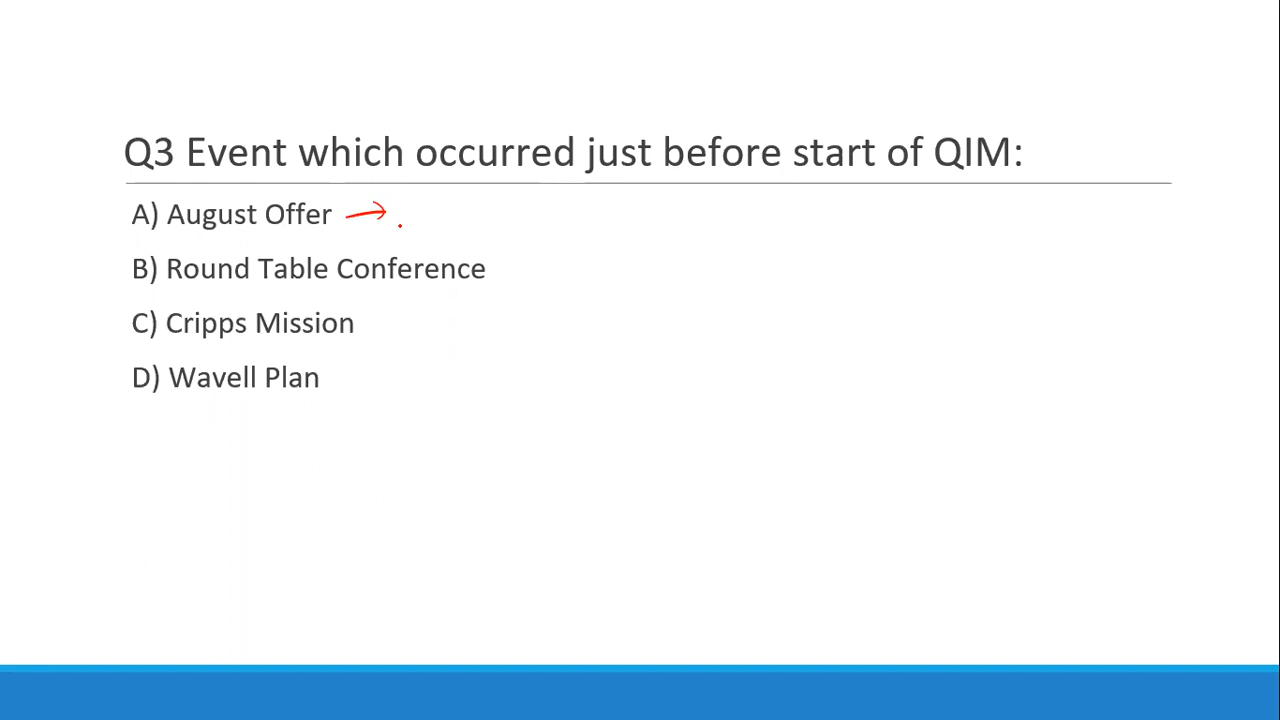 Q3 Event which occurred just before start of QIM:
A) August Offer →
B) Round Table Conference
C) Cripps Mission
D) Wavell Plan